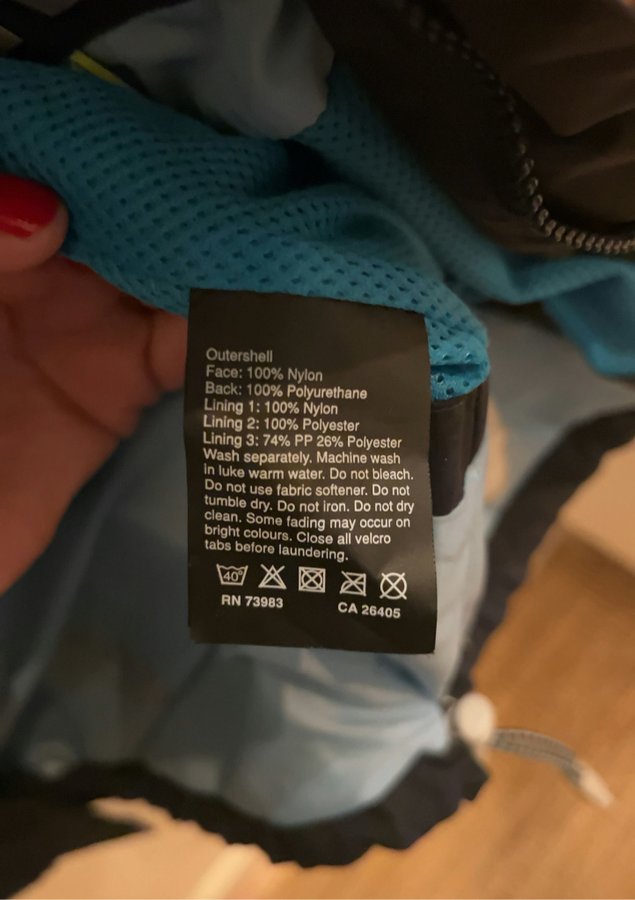 Outershell
Face: 100% Nylon
Back: 100% Polyurethane
Lining 1: 100% Nylon
Lining 2: 100% Polyester
Lining 3: 74% PP 26% Polyester
Wash separately. Machine wash
in luke warm water. Do not bleach.
Do not use fabric softener. Do not
tumble dry. Do not iron. Do not dry
clean. Some fading may occur on
bright colours. Close all velcro
tabs before laundering.
40°
RN 73983 CA 26405